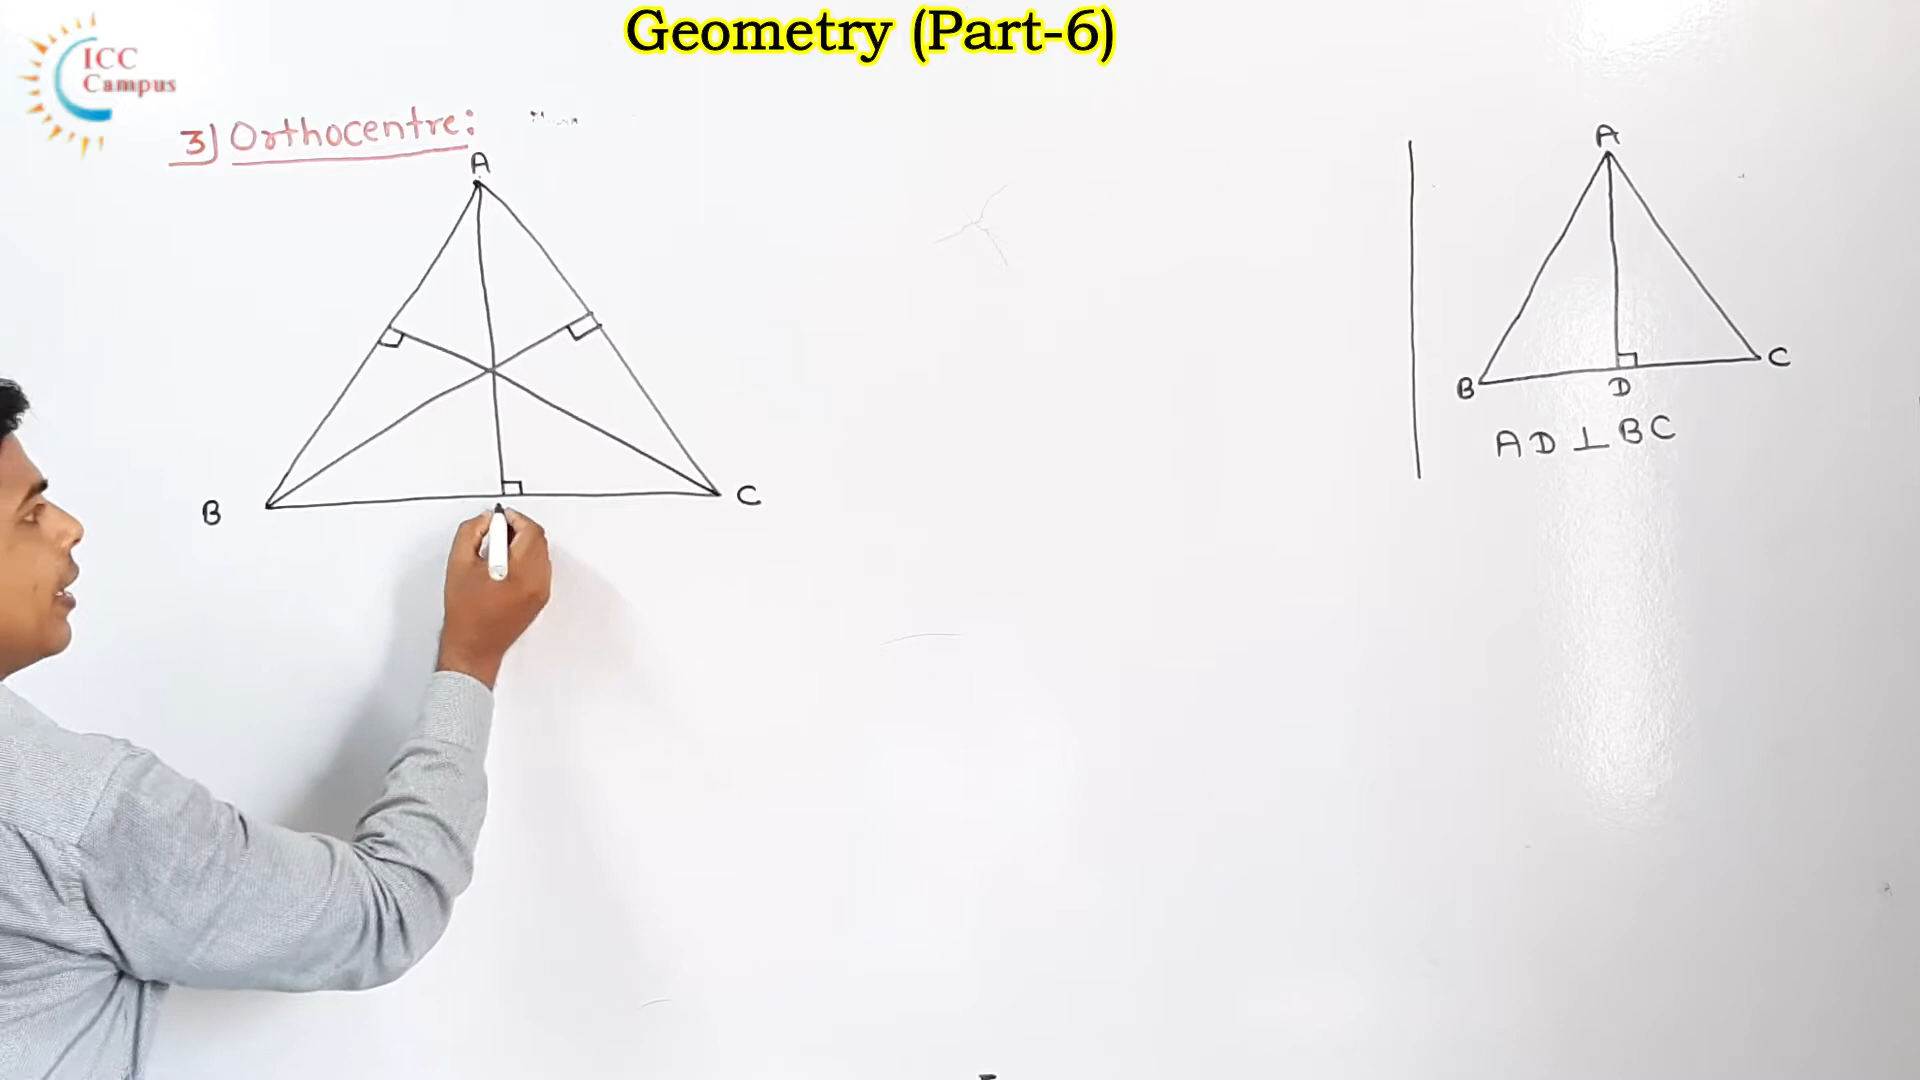 Geometry (Part-6)
ICC
Campus
3) Orthocentre:
A
B
C
A
B
D
C
AD ⊥ BC